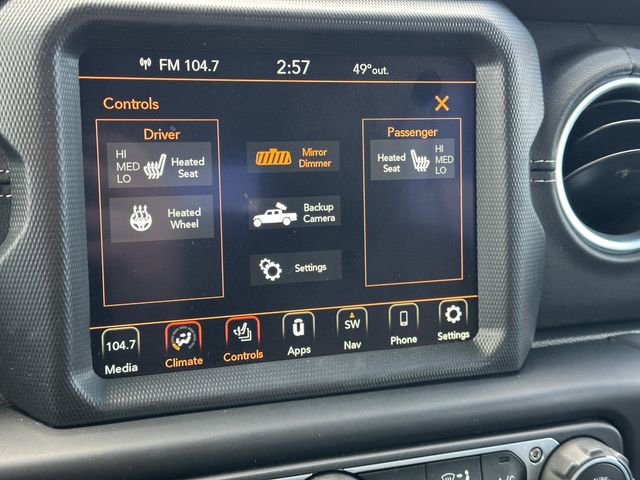 FM 104.7 2:57 49°out.
Controls
Driver
HI
MED
LO
Heated
Seat
Heated
Wheel
Mirror
Dimmer
Backup
Camera
Settings
Passenger
Heated
Seat
HI
MED
LO
104.7
Media
Climate
Controls
u
Apps
SW
Nav
Phone
Settings
A/C